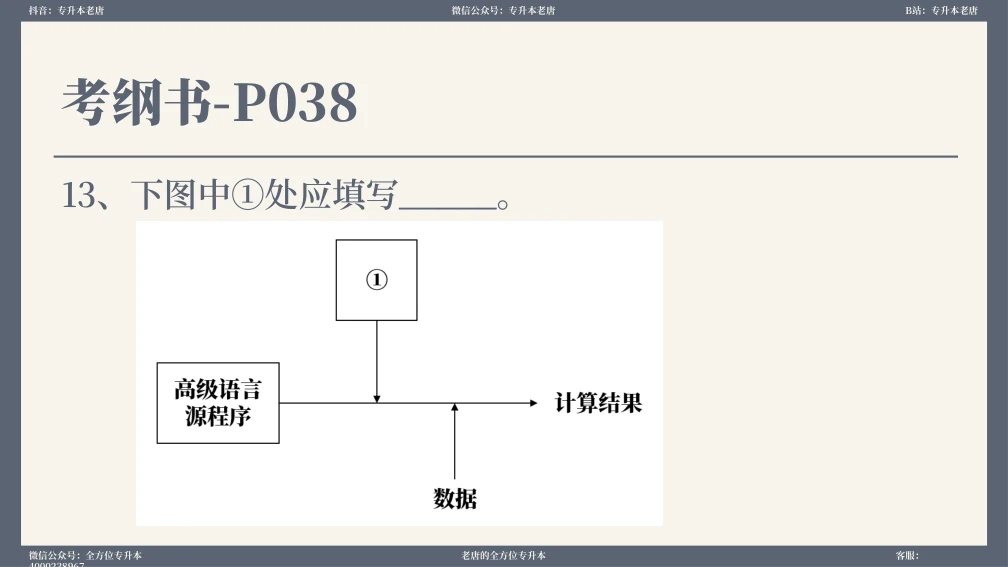 抖音：专升本老唐
微信公众号：专升本老唐
B站：专升本老唐
考纲书-P038
13、下图中①处应填写______。
①
高级语言
源程序
计算结果
数据
微信公众号：全方位专升本
老唐的全方位专升本
客服：
4000238967